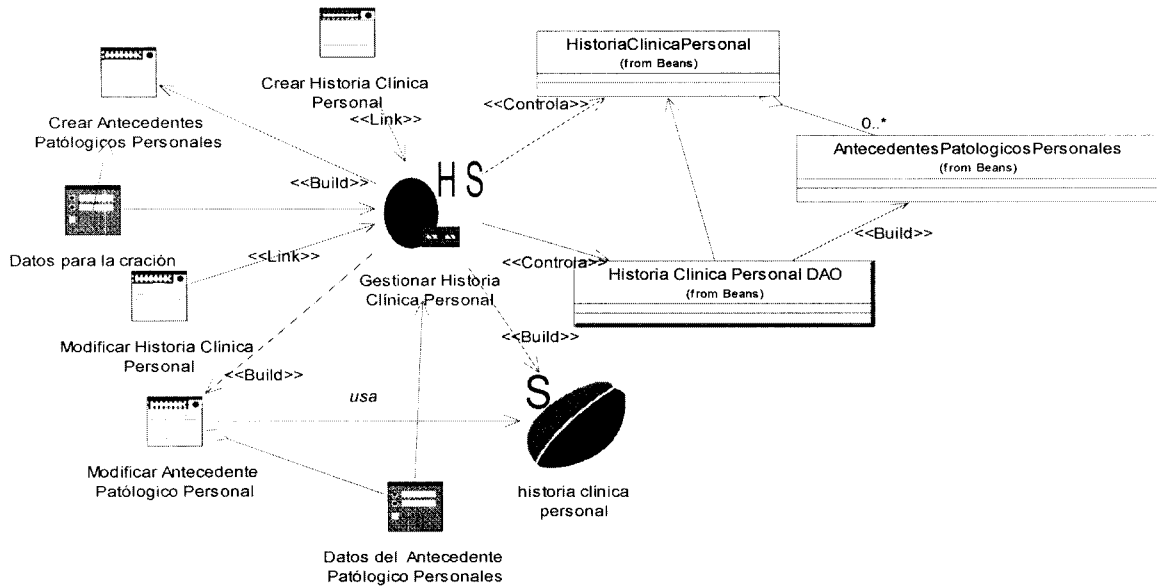 HistoriaClinicaPersonal
(from Beans)
Crear Historia Clínica
Personal
<<Controla>>
<<Link>>
Crear Antecedentes
Patólogicos Personales
0..*
AntecedentesPatologicosPersonales
(from Beans)
H S
<<Build>>
<<Build>>
Datos para la cración
<<Link>>
Gestionar Historia
Clínica Personal
<<Controla>>
Historia Clinica Personal DAO
(from Beans)
Modificar Historia Clínica
Personal
<<Build>>
<<Build>>
usa
S
Modificar Antecedente
Patólogico Personal
historia clínica
personal
Datos del Antecedente
Patólogico Personales